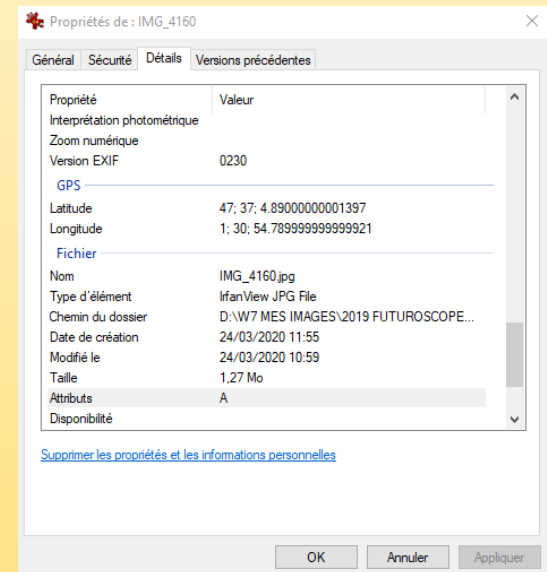 Propriétés de : IMG_4160
Général Sécurité Détails Versions précédentes
Propriété Valeur
Interprétation photométrique
Zoom numérique
Version EXIF 0230
GPS
Latitude 47; 37; 4.89000000001397
Longitude 1; 30; 54.789999999999921
Fichier
Nom IMG_4160.jpg
Type d'élément IrfanView JPG File
Chemin du dossier D:\W7 MES IMAGES\2019 FUTUROSCOPE...
Date de création 24/03/2020 11:55
Modifié le 24/03/2020 10:59
Taille 1,27 Mo
Attributs A
Disponibilité
Supprimer les propriétés et les informations personnelles
OK Annuler Appliquer